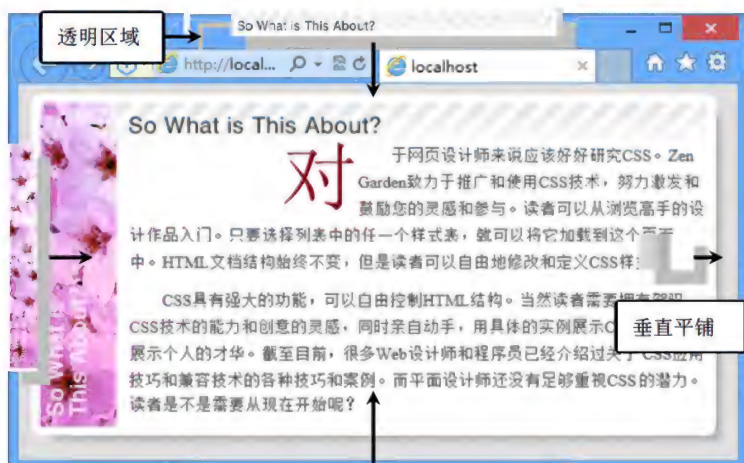 So What is This About?
透明区域
http://local...
localhost
So What is This About?
对
于网页设计师来说应该好好研究CSS。Zen
Garden致力于推广和使用CSS技术，努力激发和
鼓励您的灵感和参与。读者可以从浏览高手的设
计作品入门。只要选择列表中的任一个样式表，就可以将它加载到这个
中。HTML文档结构始终不变，但是读者可以自由地修改和定义CSS样
CSS具有强大的功能，可以自由控制HTML结构。当然读者需要拥有驾驭
CSS技术的能力和创意的灵感，同时亲自动手，用具体的实例展示
垂直平铺
展示个人的才华。截至目前，很多Web设计师和程序员已经介绍过关于CSS应用
技巧和兼容技术的各种技巧和案例。而平面设计师还没有足够重视CSS的潜力。
读者是不是需要从现在开始呢？
So What is
This About?